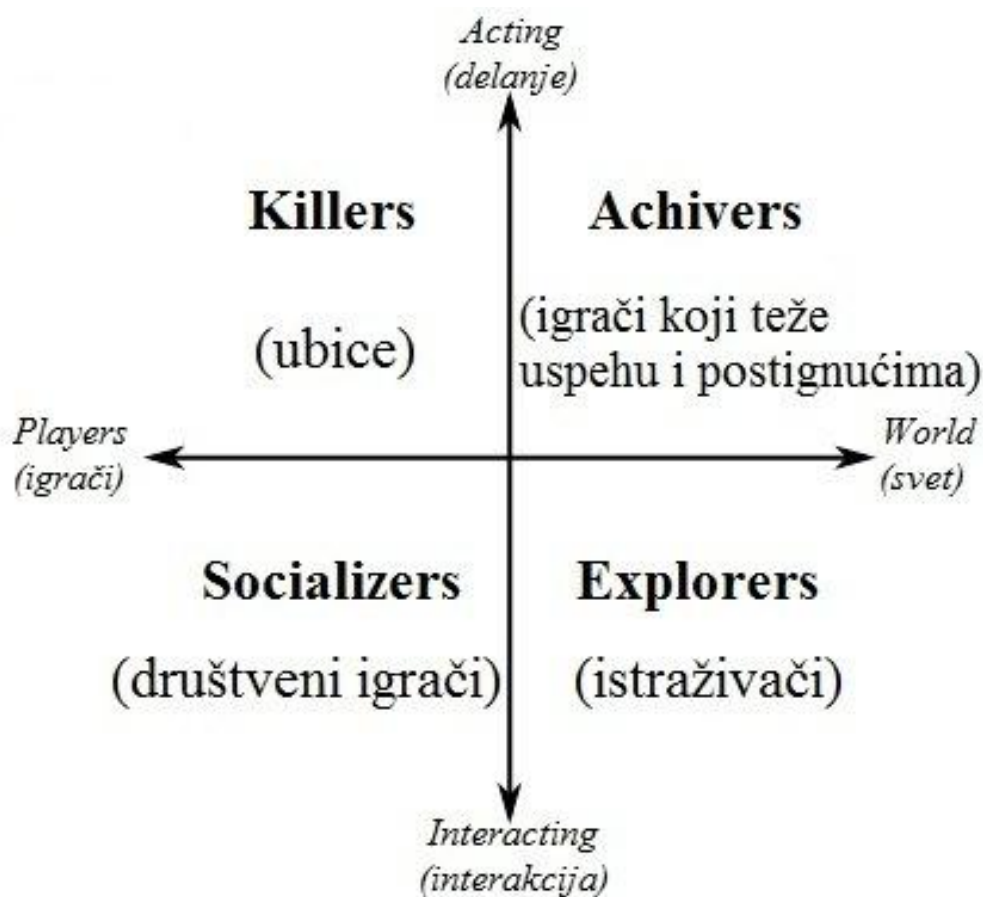 Acting
(delanje)
Killers
Achivers
(ubice)
(igrači koji teže
uspehu i postignućima)
Players
(igrači)
World
(svet)
Socializers
Explorers
(društveni igrači)
(istraživači)
Interacting
(interakcija)